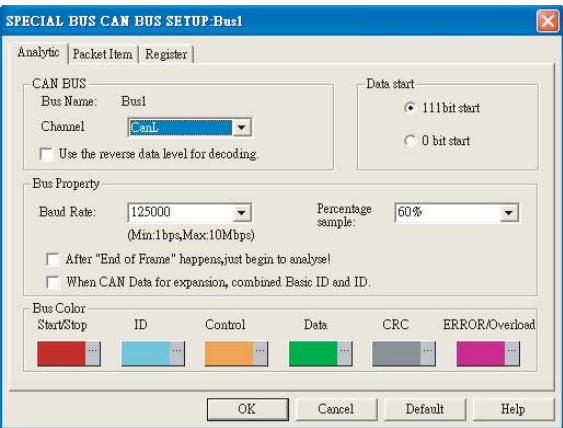 SPECIAL BUS CAN BUS SETUP:Bus1
Analytic Packet Item Register
CAN BUS
Bus Name: Bus1
Channel CanL
Use the reverse data level for decoding.
Data start
111bit start
0 bit start
Bus Property
Baud Rate: 125000
(Min:1bps,Max:10Mbps)
Percentage
sample: 60%
After "End of Frame" happens,just begin to analyse!
When CAN Data for expansion, combined Basic ID and ID.
Bus Color
Start/Stop ID Control Data CRC ERROR/Overload
... ... ... ... ... ...
OK Cancel Default Help